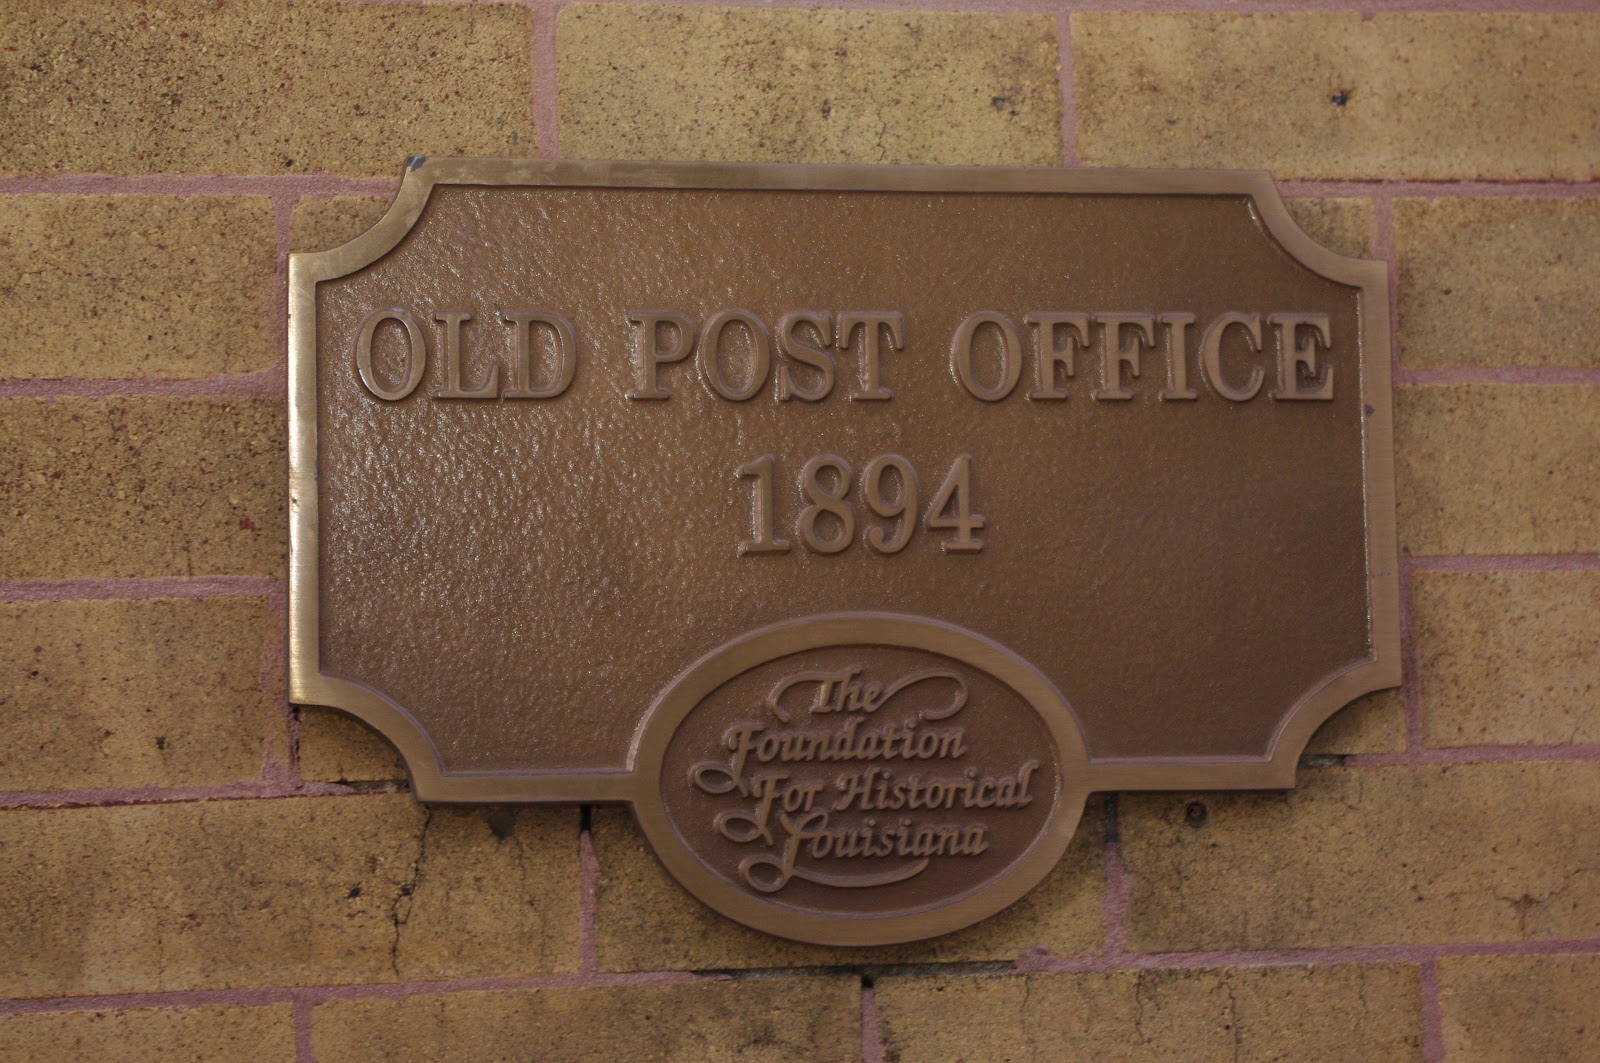 OLD POST OFFICE
1894
The
Foundation
For Historical
Louisiana